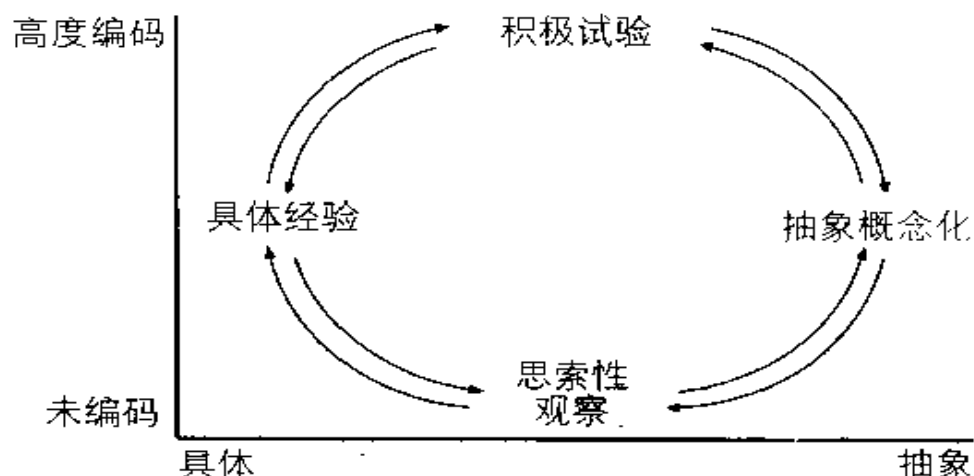 高度编码
积极试验
具体经验
抽象概念化
思索性
观察
未编码
具体
抽象